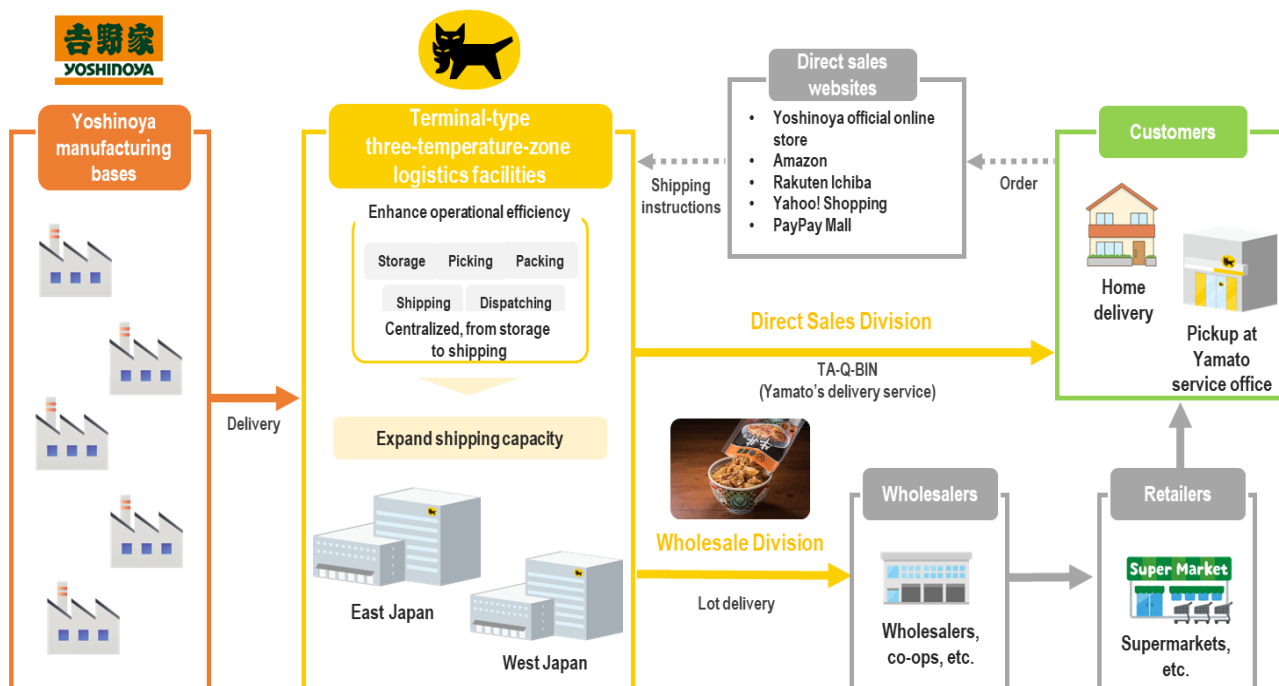 吉野家
YOSHINOYA
Yoshinoya
manufacturing
bases
Delivery
Terminal-type
three-temperature-zone
logistics facilities
Enhance operational efficiency
Storage
Picking
Packing
Shipping
Dispatching
Centralized, from storage
to shipping
Expand shipping capacity
East Japan
West Japan
Shipping
instructions
Direct sales
websites
• Yoshinoya official online
store
• Amazon
• Rakuten Ichiba
• Yahoo! Shopping
• PayPay Mall
Order
Customers
Home
delivery
Pickup at
Yamato
service office
Direct Sales Division
TA-Q-BIN
(Yamato’s delivery service)
Wholesale Division
Lot delivery
Wholesalers
Wholesalers,
co-ops, etc.
Retailers
Super Market
Supermarkets,
etc.